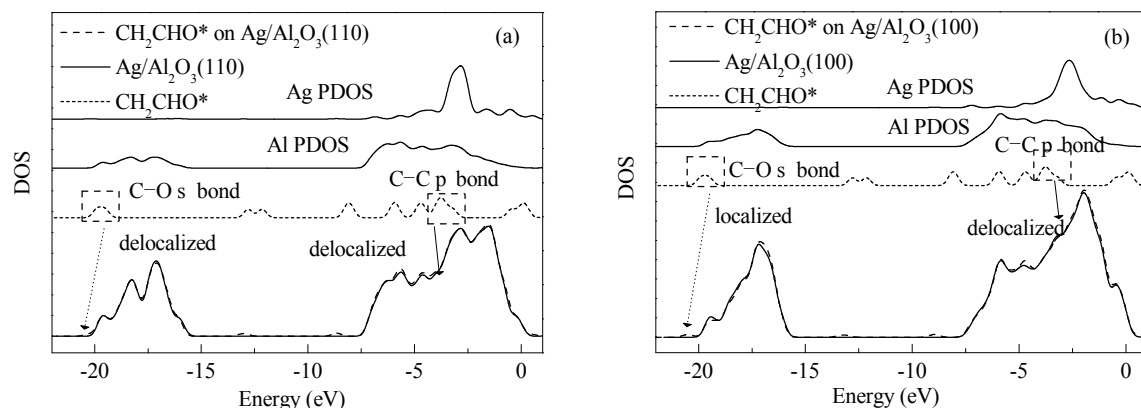 (a)
CH₂CHO* on Ag/Al₂O₃(110)
Ag/Al₂O₃(110)
CH₂CHO*
Ag PDOS
Al PDOS
C−O s bond
C−C p bond
delocalized
delocalized
DOS
-20 -15 -10 -5 0
Energy (eV)
(b)
CH₂CHO* on Ag/Al₂O₃(100)
Ag/Al₂O₃(100)
CH₂CHO*
Ag PDOS
Al PDOS
C−C p bond
C−O s bond
localized
delocalized
DOS
-20 -15 -10 -5 0
Energy (eV)